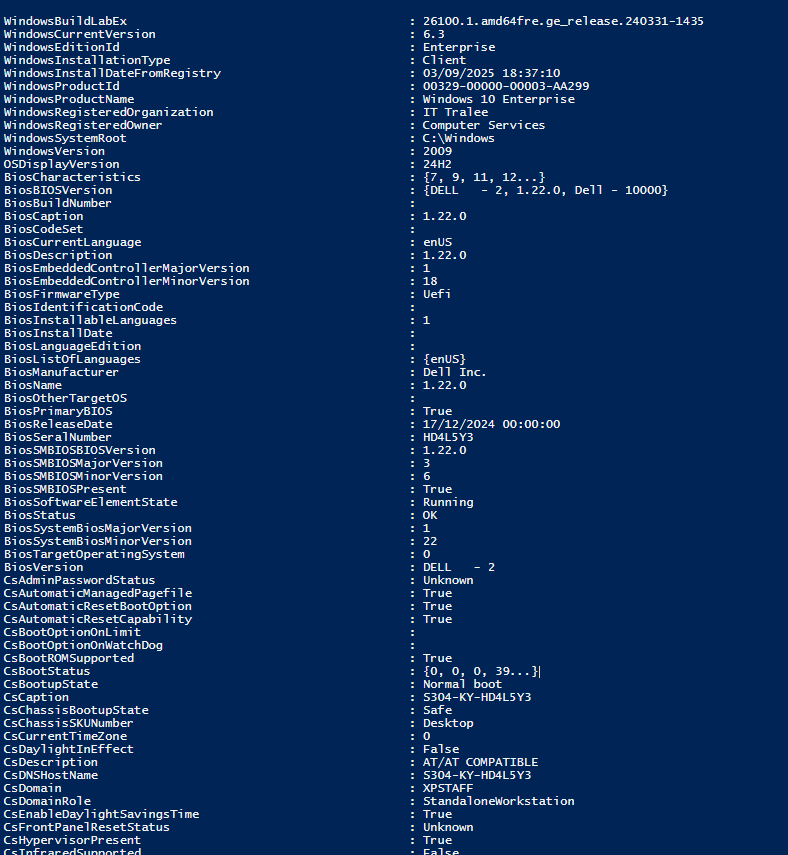 WindowsBuildLabEx : 26100.1.amd64fre.ge_release.240331-1435
WindowsCurrentVersion : 6.3
WindowsEditionId : Enterprise
WindowsInstallationType : Client
WindowsInstallDateFromRegistry : 03/09/2025 18:37:10
WindowsProductId : 00329-00000-00003-AA299
WindowsProductName : Windows 10 Enterprise
WindowsRegisteredOrganization : IT Tralee
WindowsRegisteredOwner : Computer Services
WindowsSystemRoot : C:\Windows
WindowsVersion : 2009
OSDisplayVersion : 24H2
BiosCharacteristics : {7, 9, 11, 12...}
BiosBIOSVersion : {DELL   - 2, 1.22.0, Dell - 10000}
BiosBuildNumber :
BiosCaption : 1.22.0
BiosCodeSet :
BiosCurrentLanguage : enUS
BiosDescription : 1.22.0
BiosEmbeddedControllerMajorVersion : 1
BiosEmbeddedControllerMinorVersion : 18
BiosFirmwareType : Uefi
BiosIdentificationCode :
BiosInstallableLanguages : 1
BiosInstallDate :
BiosLanguageEdition :
BiosListOfLanguages : {enUS}
BiosManufacturer : Dell Inc.
BiosName : 1.22.0
BiosOtherTargetOS :
BiosPrimaryBIOS : True
BiosReleaseDate : 17/12/2024 00:00:00
BiosSeralNumber : HD4L5Y3
BiosSMBIOSBIOSVersion : 1.22.0
BiosSMBIOSMajorVersion : 3
BiosSMBIOSMinorVersion : 6
BiosSMBIOSPresent : True
BiosSoftwareElementState : Running
BiosStatus : OK
BiosSystemBiosMajorVersion : 1
BiosSystemBiosMinorVersion : 22
BiosTargetOperatingSystem : 0
BiosVersion : DELL   - 2
CsAdminPasswordStatus : Unknown
CsAutomaticManagedPagefile : True
CsAutomaticResetBootOption : True
CsAutomaticResetCapability : True
CsBootOptionOnLimit :
CsBootOptionOnWatchDog :
CsBootROMSupported : True
CsBootStatus : {0, 0, 0, 39...}
CsBootupState : Normal boot
CsCaption : S304-KY-HD4L5Y3
CsChassisBootupState : Safe
CsChassisSKUNumber : Desktop
CsCurrentTimeZone : 0
CsDaylightInEffect : False
CsDescription : AT/AT COMPATIBLE
CsDNSHostName : S304-KY-HD4L5Y3
CsDomain : XPSTAFF
CsDomainRole : StandaloneWorkstation
CsEnableDaylightSavingsTime : True
CsFrontPanelResetStatus : Unknown
CsHypervisorPresent : True
CsInfraredSupported : False